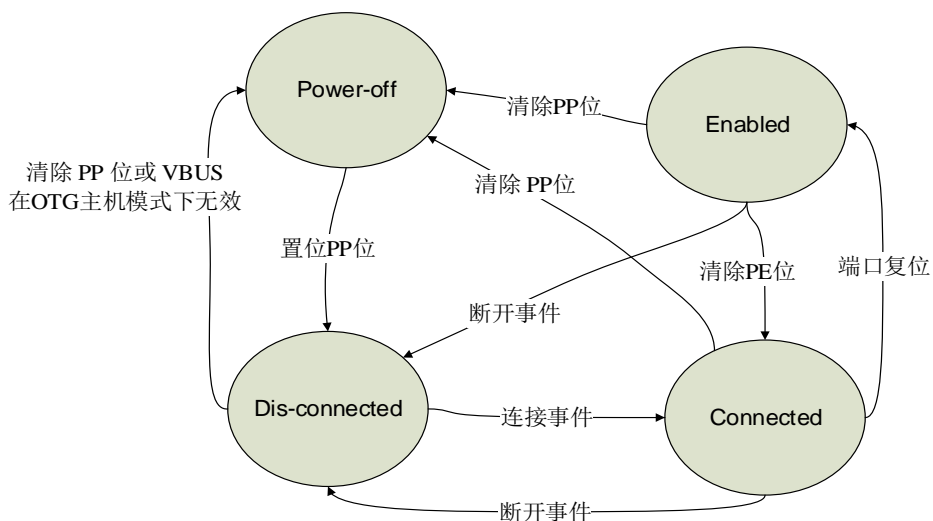 Power-off
Enabled
清除PP位
清除 PP 位或 VBUS
在OTG主机模式下无效
清除 PP位
置位PP位
清除PE位
端口复位
断开事件
Dis-connected
连接事件
Connected
断开事件